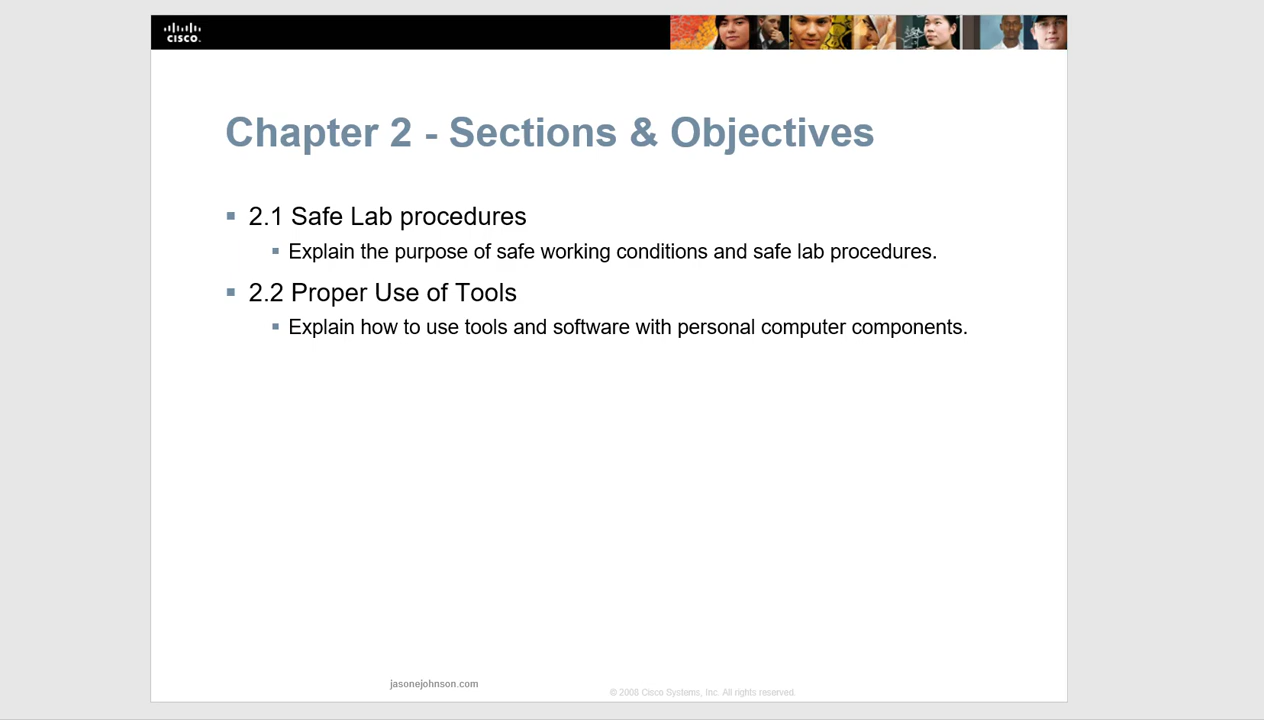 CISCO.
Chapter 2 - Sections & Objectives
2.1 Safe Lab procedures
Explain the purpose of safe working conditions and safe lab procedures.
2.2 Proper Use of Tools
Explain how to use tools and software with personal computer components.
jasonejohnson.com
© 2008 Cisco Systems, Inc. All rights reserved.